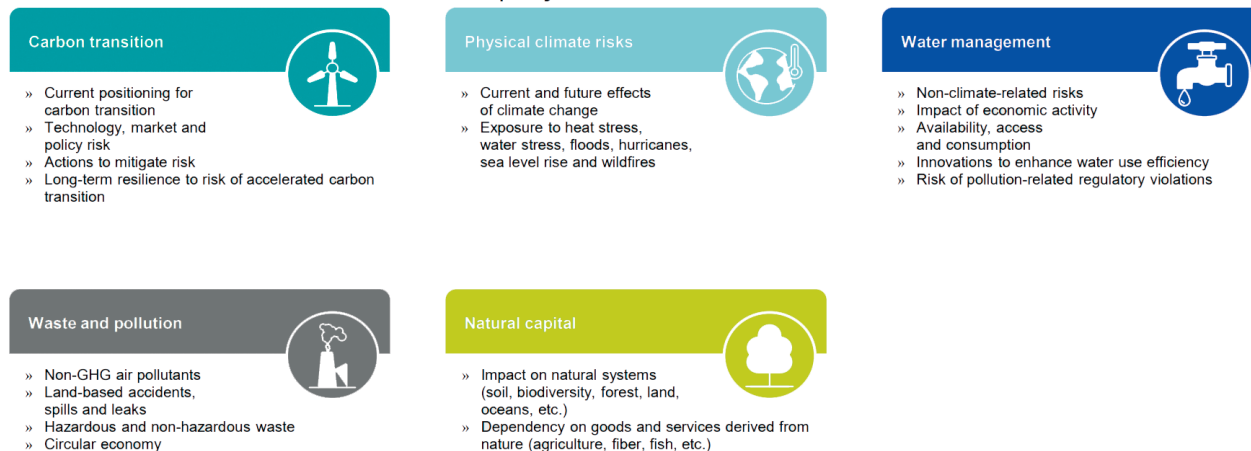 Carbon transition
» Current positioning for
carbon transition
» Technology, market and
policy risk
» Actions to mitigate risk
» Long-term resilience to risk of accelerated carbon
transition
Physical climate risks
» Current and future effects
of climate change
» Exposure to heat stress,
water stress, floods, hurricanes,
sea level rise and wildfires
Water management
» Non-climate-related risks
» Impact of economic activity
» Availability, access
and consumption
» Innovations to enhance water use efficiency
» Risk of pollution-related regulatory violations
Waste and pollution
» Non-GHG air pollutants
» Land-based accidents,
spills and leaks
» Hazardous and non-hazardous waste
» Circular economy
Natural capital
» Impact on natural systems
(soil, biodiversity, forest, land,
oceans, etc.)
» Dependency on goods and services derived from
nature (agriculture, fiber, fish, etc.)